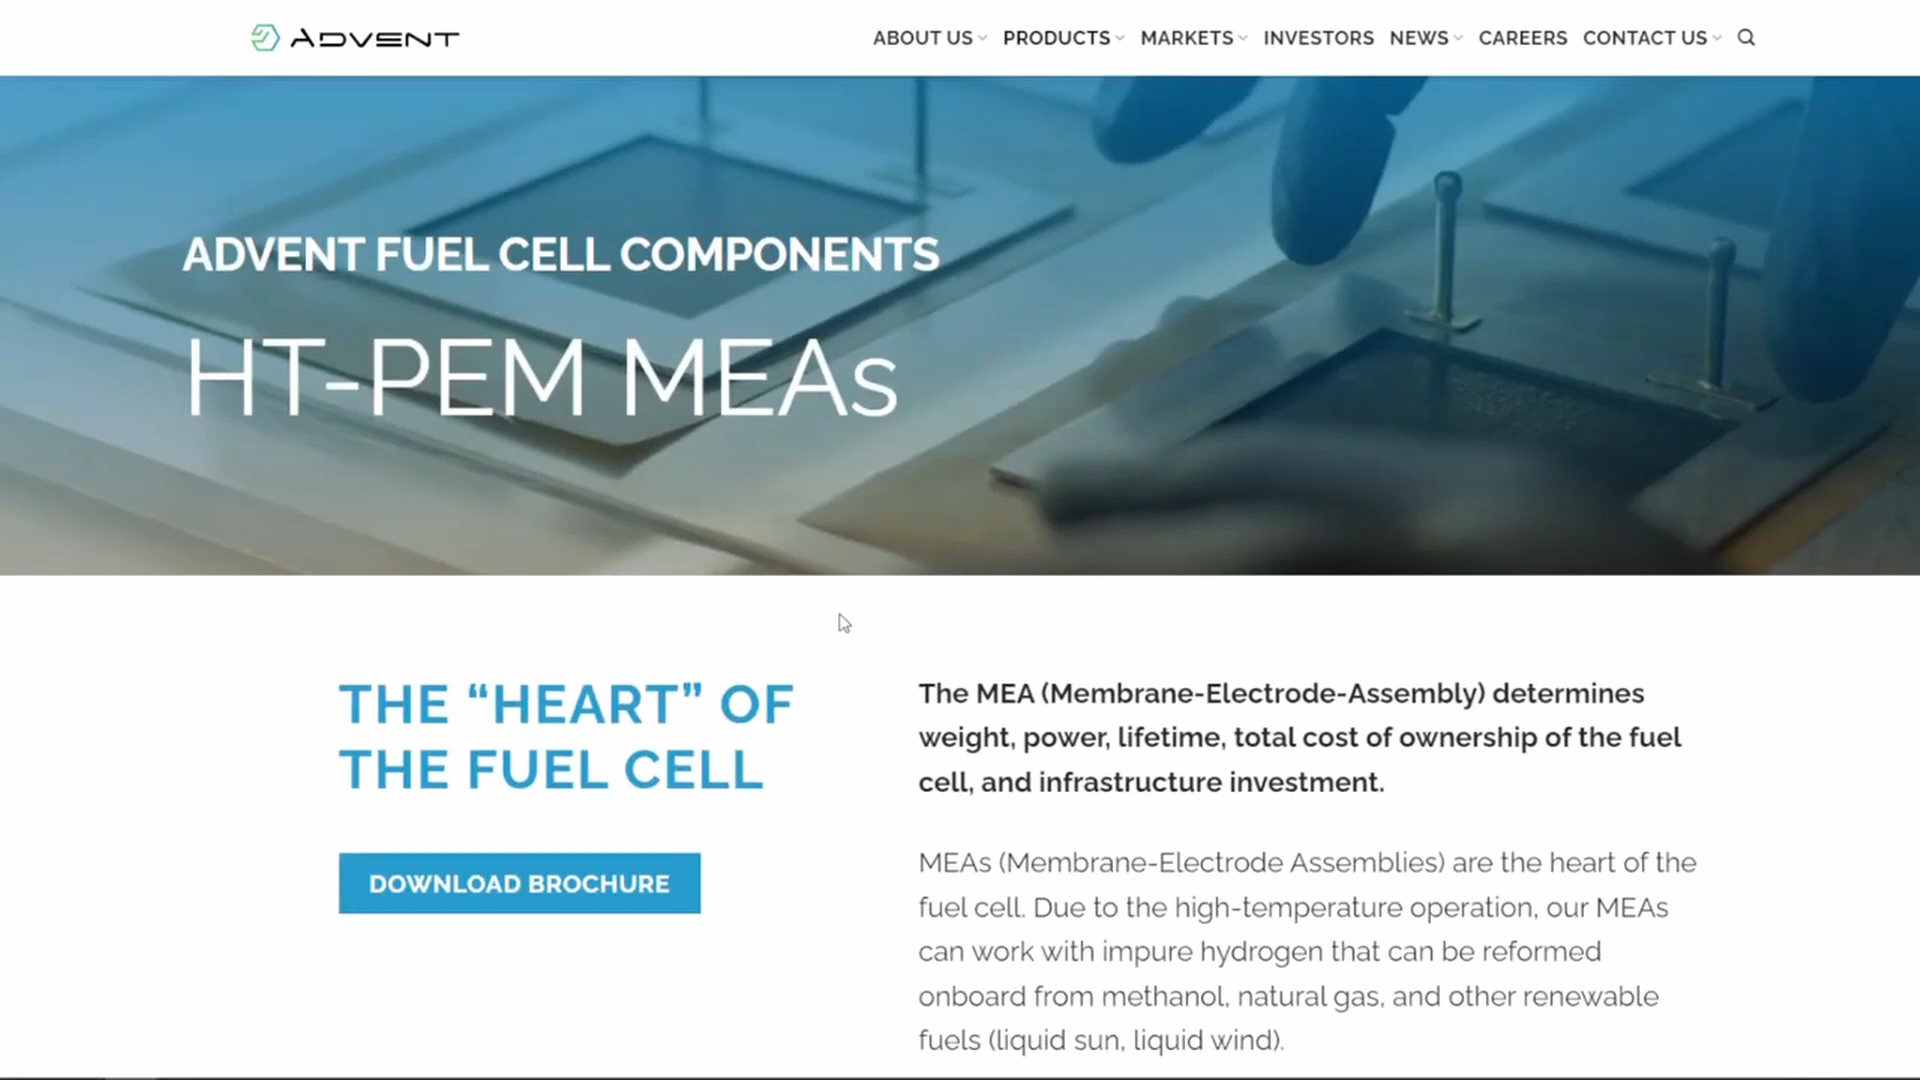 ADVENT
ABOUT US PRODUCTS MARKETS INVESTORS NEWS CAREERS CONTACT US
ADVENT FUEL CELL COMPONENTS
HT-PEM MEAs
THE “HEART” OF
THE FUEL CELL
DOWNLOAD BROCHURE
The MEA (Membrane-Electrode-Assembly) determines
weight, power, lifetime, total cost of ownership of the fuel
cell, and infrastructure investment.
MEAs (Membrane-Electrode Assemblies) are the heart of the
fuel cell. Due to the high-temperature operation, our MEAs
can work with impure hydrogen that can be reformed
onboard from methanol, natural gas, and other renewable
fuels (liquid sun, liquid wind).